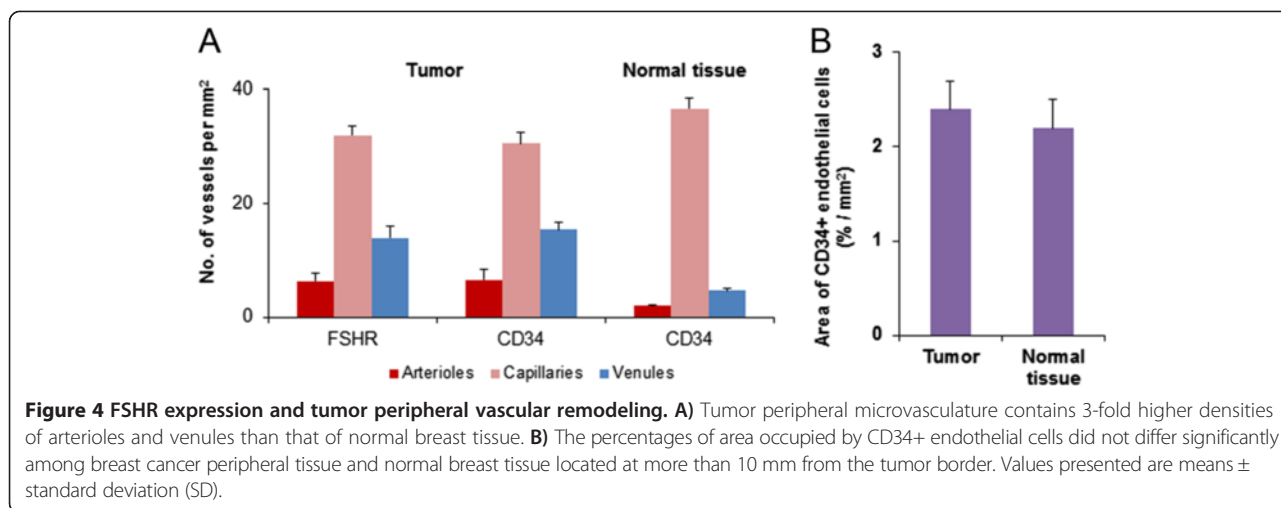 A
Tumor
Normal tissue
No. of vessels per mm²
40
20
0
FSHR
CD34
CD34
Arterioles Capillaries Venules
B
Area of CD34+ endothelial cells
(% / mm²)
3
2
1
0
Tumor
Normal
tissue
Figure 4 FSHR expression and tumor peripheral vascular remodeling. A) Tumor peripheral microvasculature contains 3-fold higher densities
of arterioles and venules than that of normal breast tissue. B) The percentages of area occupied by CD34+ endothelial cells did not differ significantly
among breast cancer peripheral tissue and normal breast tissue located at more than 10 mm from the tumor border. Values presented are means ±
standard deviation (SD).